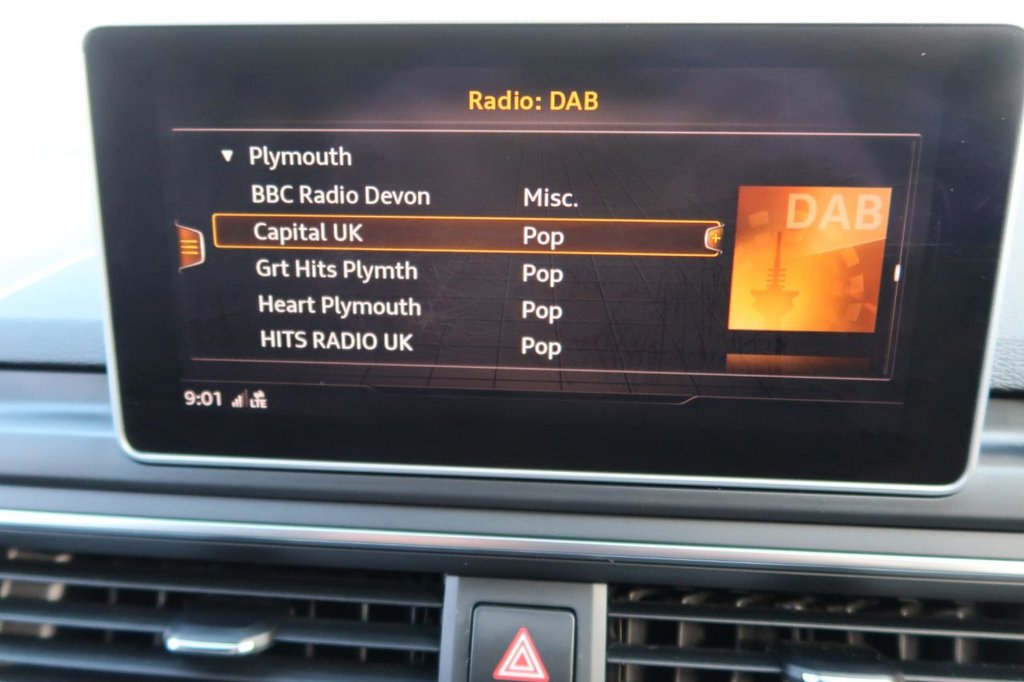 Radio: DAB
Plymouth
BBC Radio Devon Misc.
Capital UK Pop
Grt Hits Plymth Pop
Heart Plymouth Pop
HITS RADIO UK Pop
DAB
9:01 LTE